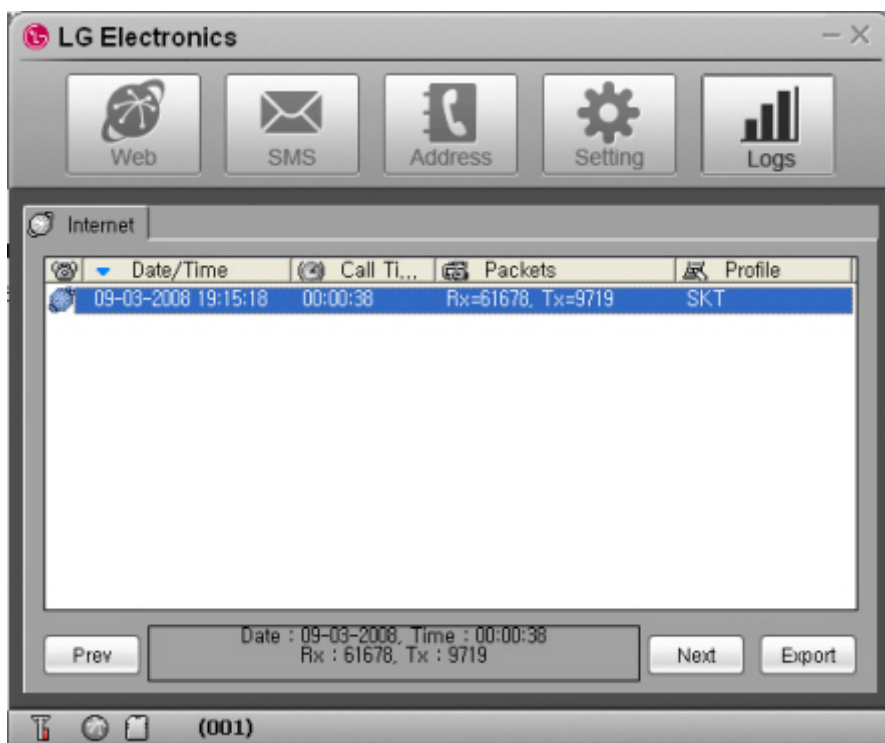 LG Electronics
Web SMS Address Setting Logs
Internet
Date/Time Call Ti... Packets Profile
09-03-2008 19:15:18 00:00:38 Rx=61678, Tx=9719 SKT
Date : 09-03-2008, Time : 00:00:38
Rx : 61678, Tx : 9719
Prev Next Export
(001)